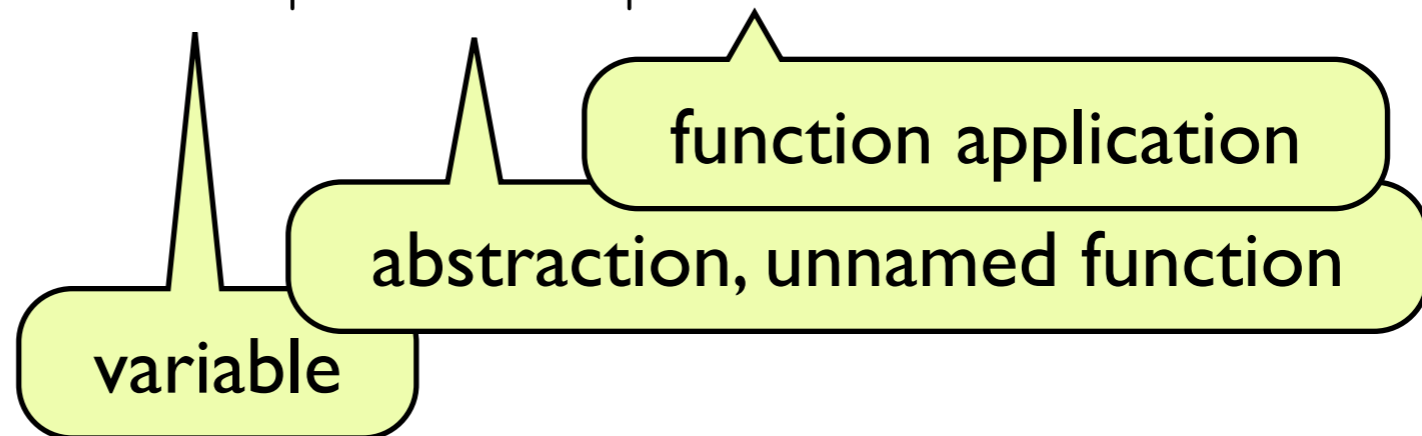 function application
abstraction, unnamed function
variable